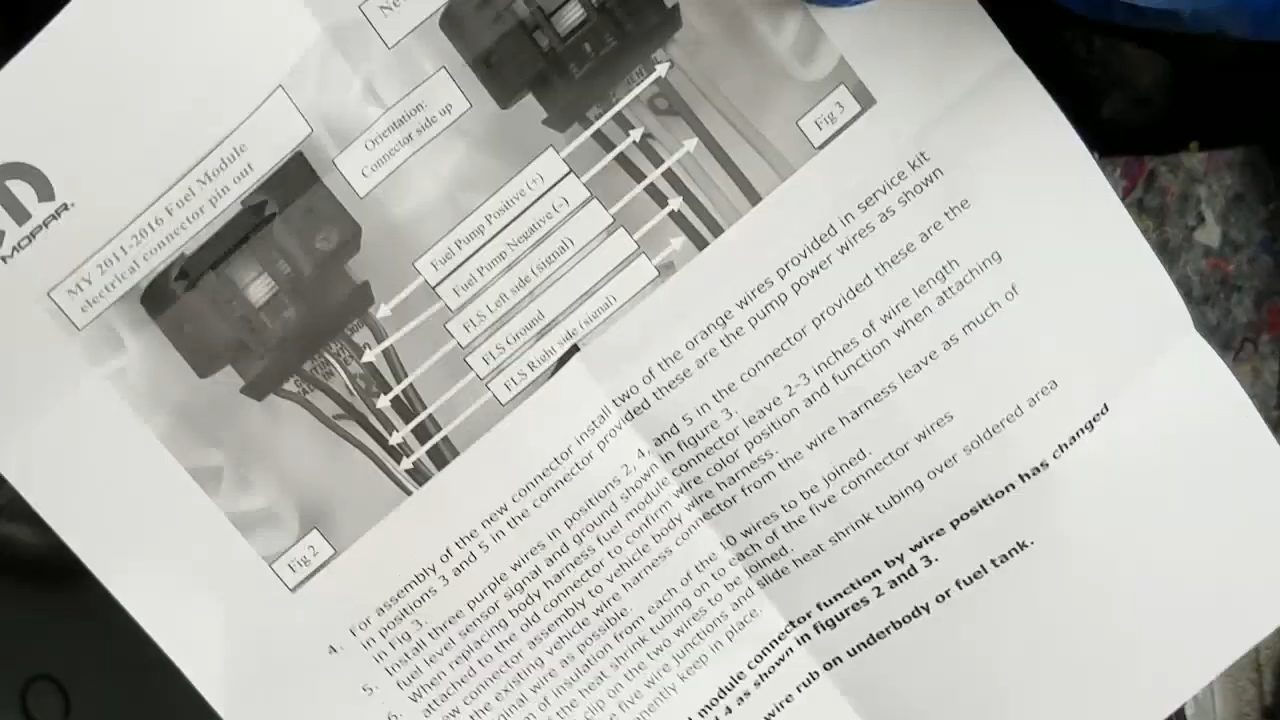 Ne
MOPAR.
MY 2011-2016 Fuel Module
electrical connector pin out
Orientation:
Connector side up
Fig 3
Fuel Pump Positive (+)
Fuel Pump Negative (-)
FLS Left side (signal)
FLS Ground
FLS Right side (signal)
Fig 2
4. For assembly of the new connector install two of the orange wires provided in service kit
in positions 3 and 5 in the connector provided these are the pump power wires as shown
in Fig 3.
5. Install three purple wires in positions 2, 4, and 5 in the connector provided these are the
fuel level sensor signal and ground shown in figure 3.
6. When replacing body harness fuel module connector leave 2-3 inches of wire length
attached to the old connector to confirm wire color position and function when attaching
ew connector assembly to vehicle body wire harness.
the existing vehicle wire harness connector from the wire harness leave as much of
ginal wire as possible.
m of insulation from each of the 10 wires to be joined.
the heat shrink tubing on to each of the five connector wires
clip on the two wires to be joined.
e five wire junctions and slide heat shrink tubing over soldered area
nently keep in place.
l module connector function by wire position has changed
d 4 as shown in figures 2 and 3.
wire rub on underbody or fuel tank.